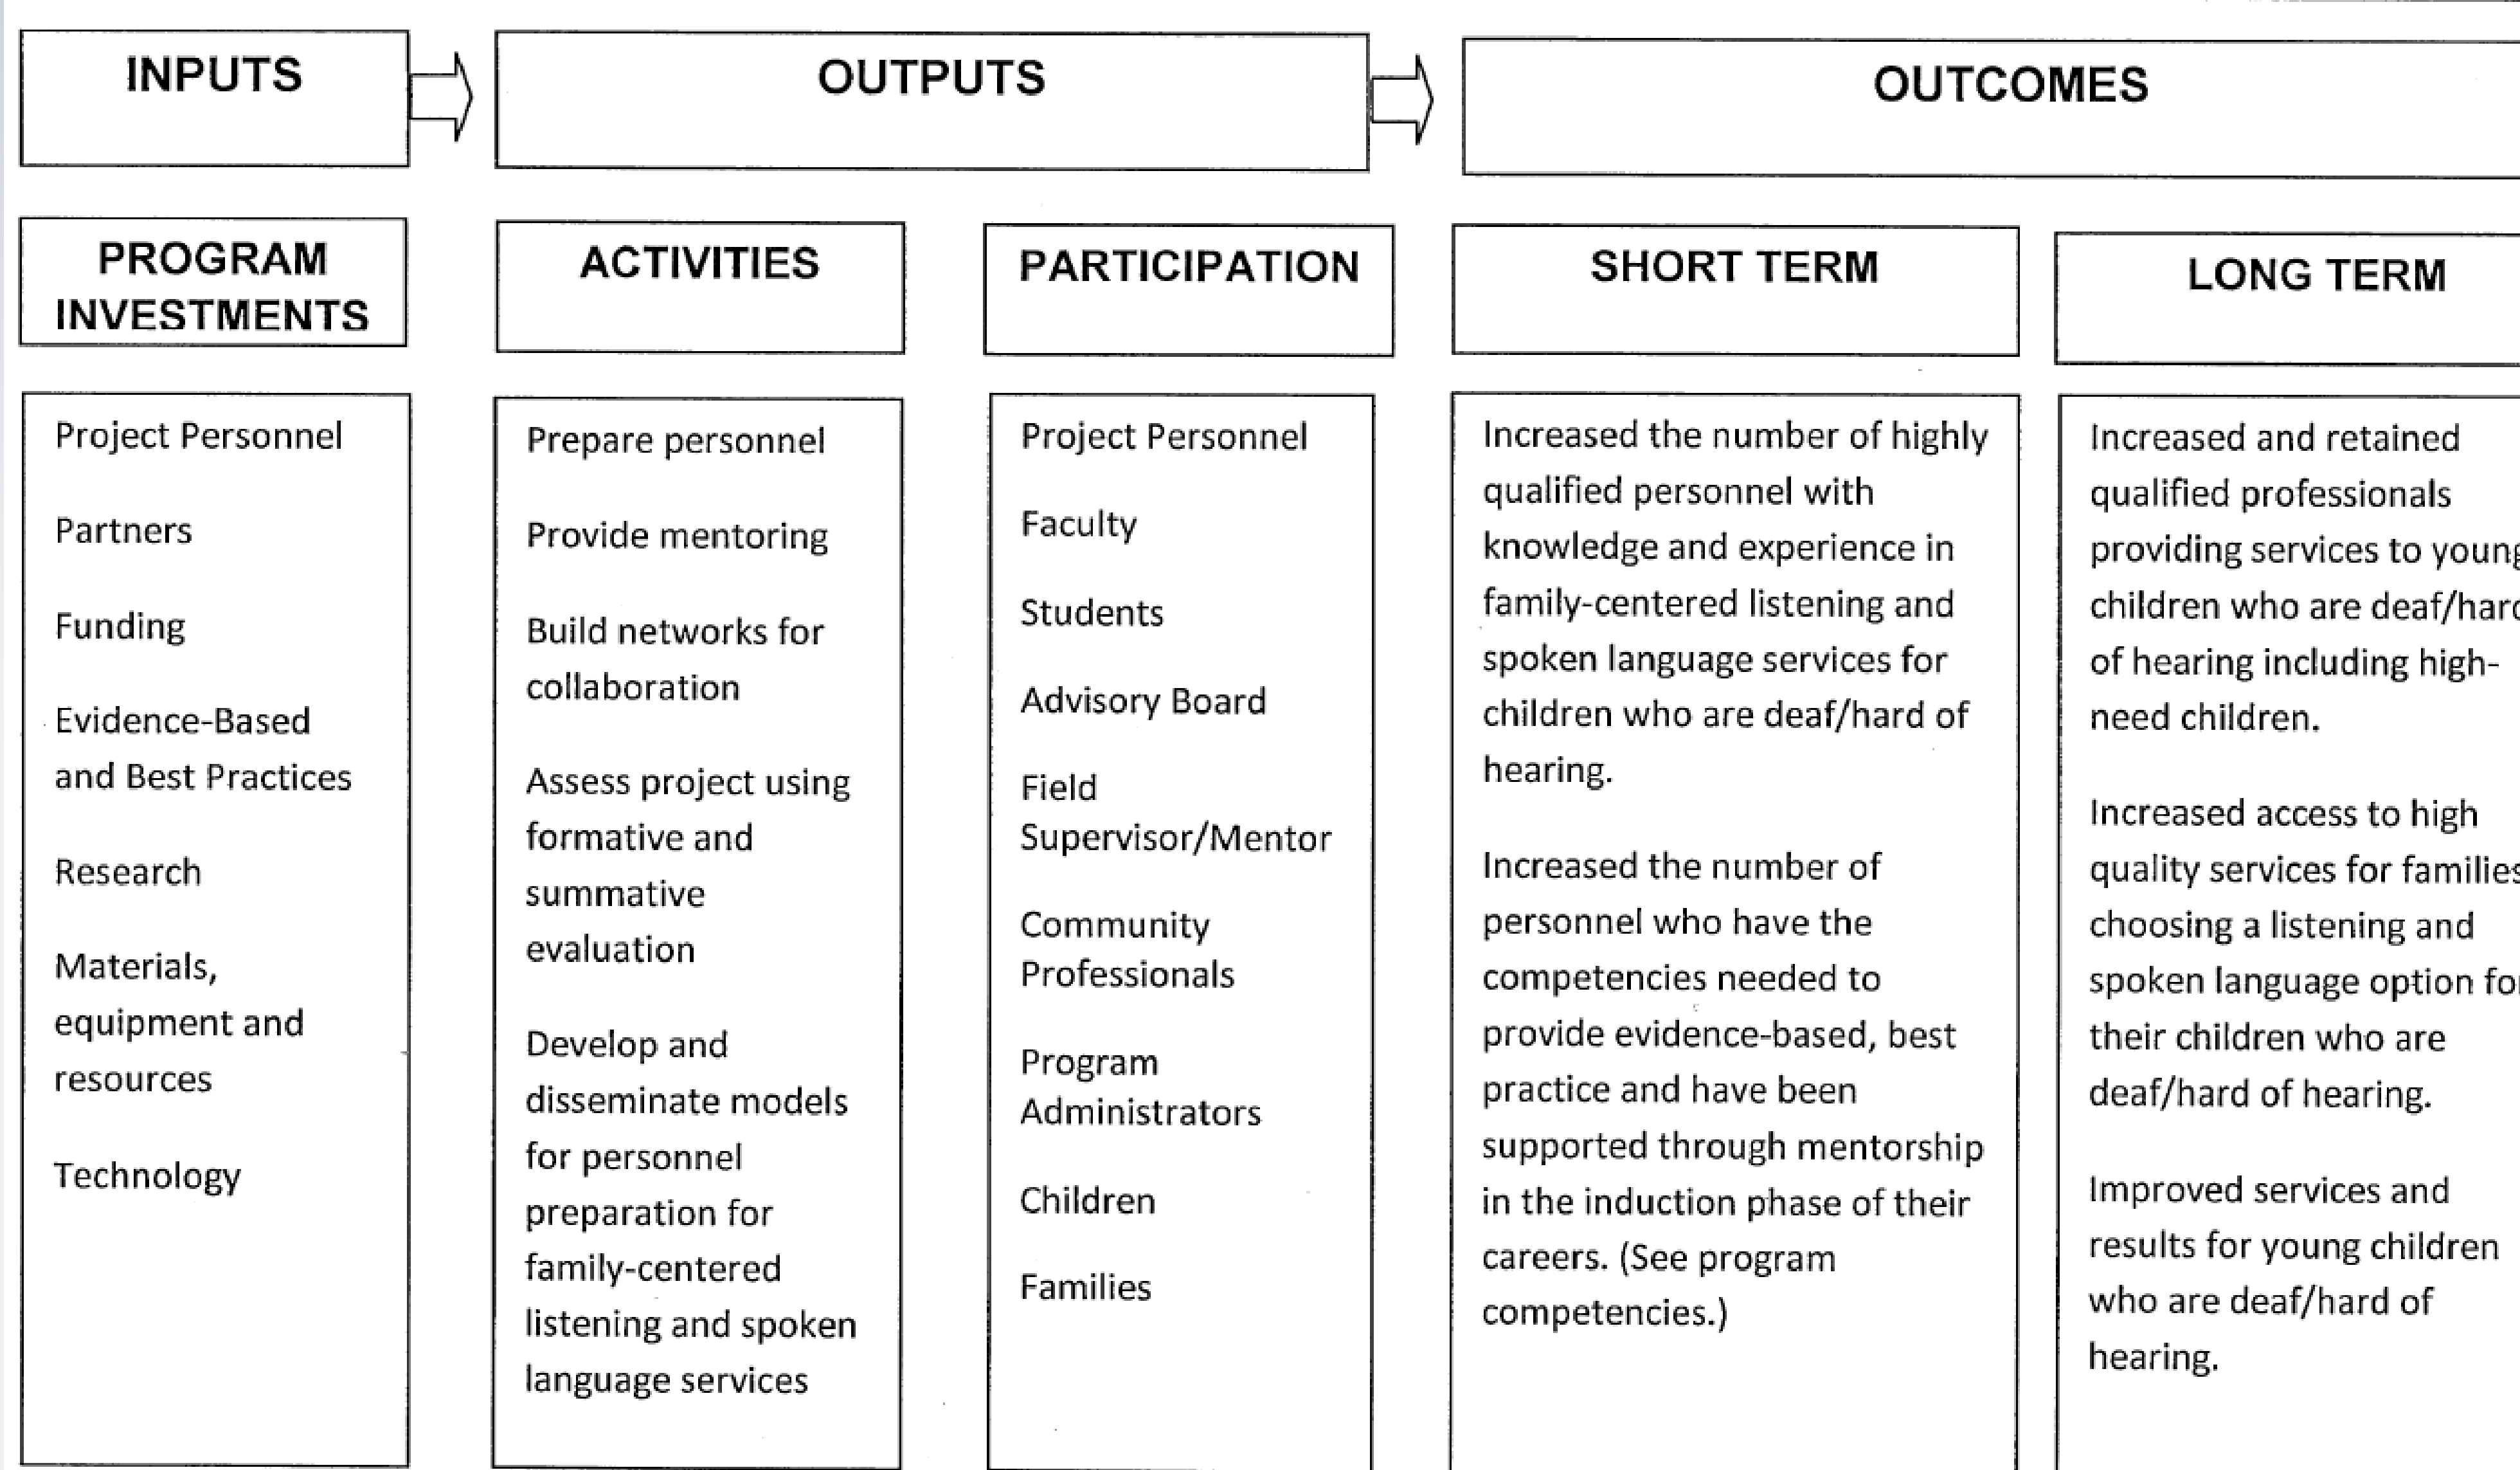 INPUTS
OUTPUTS
OUTCOMES
PROGRAM
INVESTMENTS
ACTIVITIES
PARTICIPATION
SHORT TERM
LONG TERM
Project Personnel
Partners
Funding
Evidence-Based
and Best Practices
Research
Materials,
equipment and
resources
Technology
Prepare personnel
Provide mentoring
Build networks for
collaboration
Assess project using
formative and
summative
evaluation
Develop and
disseminate models
for personnel
preparation for
family-centered
listening and spoken
language services
Project Personnel
Faculty
Students
Advisory Board
Field
Supervisor/Mentor
Community
Professionals
Program
Administrators
Children
Families
Increased the number of highly
qualified personnel with
knowledge and experience in
family-centered listening and
spoken language services for
children who are deaf/hard of
hearing.
Increased the number of
personnel who have the
competencies needed to
provide evidence-based, best
practice and have been
supported through mentorship
in the induction phase of their
careers. (See program
competencies.)
Increased and retained
qualified professionals
providing services to young
children who are deaf/hard
of hearing including high-
need children.
Increased access to high
quality services for families
choosing a listening and
spoken language option for
their children who are
deaf/hard of hearing.
Improved services and
results for young children
who are deaf/hard of
hearing.